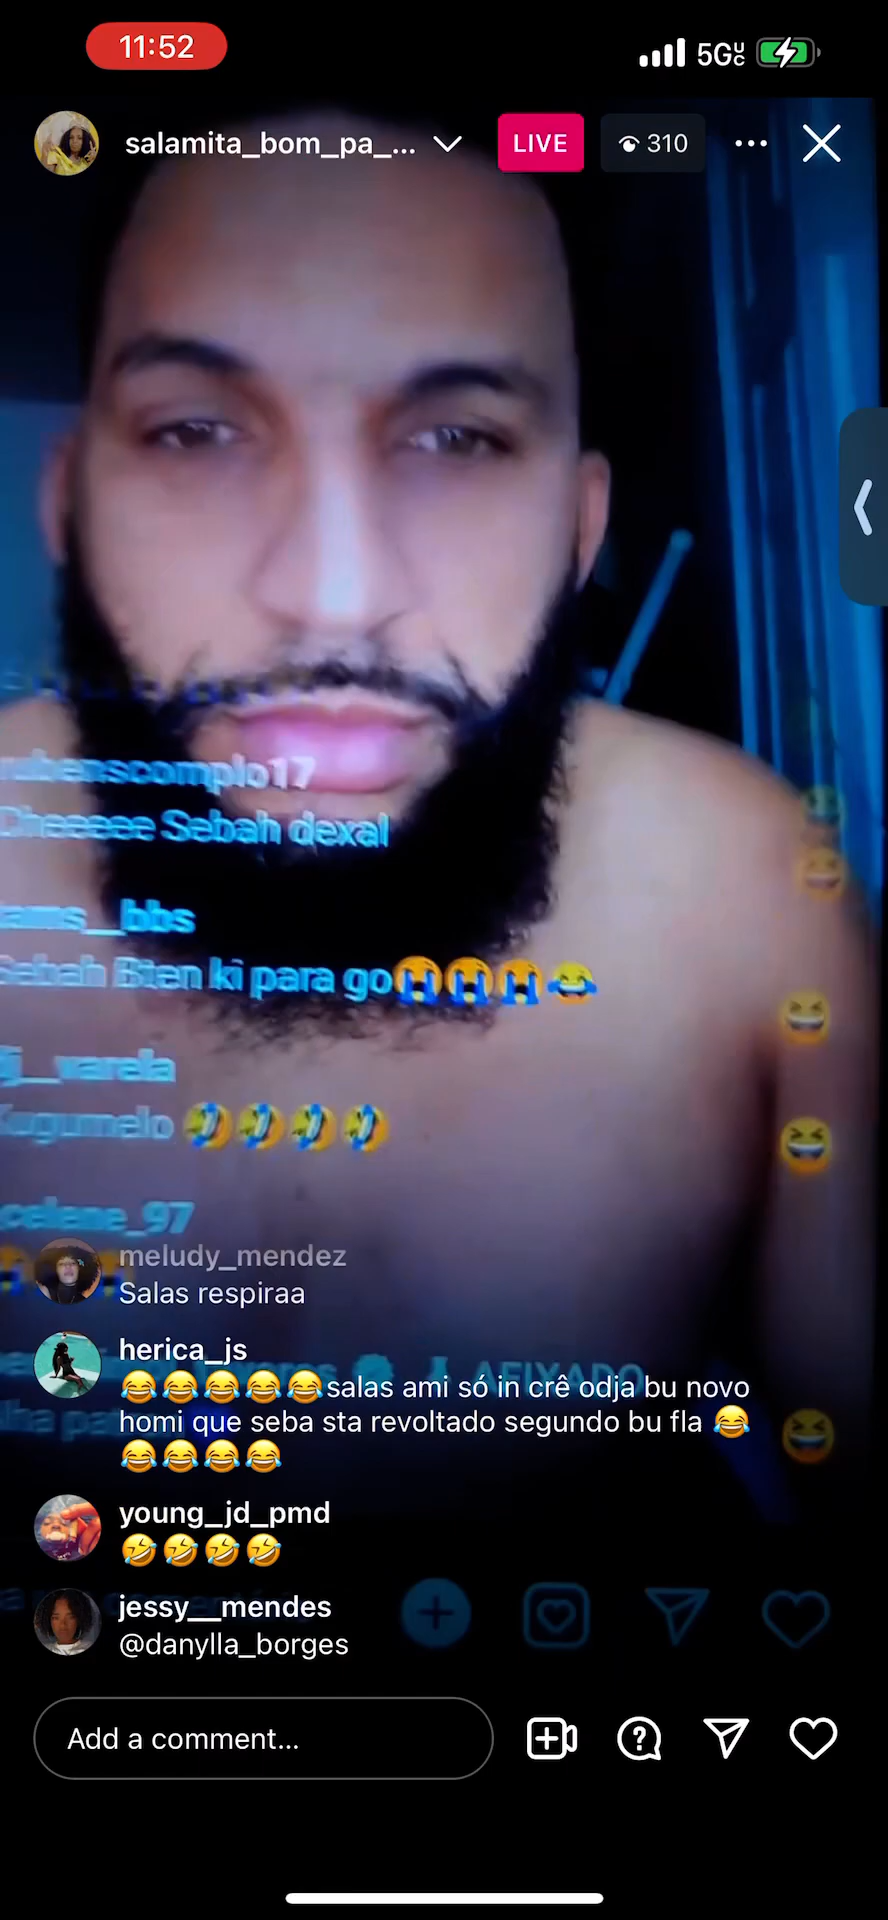 11:52
5G
salamita_bom_pa_...
LIVE
310
Sebah dexal
Bien ki para go😭😭😭😂
🤣🤣🤣🤣
meludy_mendez
Salas respiraa
herica_js
😂😂😂😂😂salas ami só in crê odja bu novo
homi que seba sta revoltado segundo bu fla 😂
😂😂😂😂
AFIXADO
young_jd_pmd
🤣🤣🤣🤣
jessy__mendes
@danylla_borges
Add a comment...